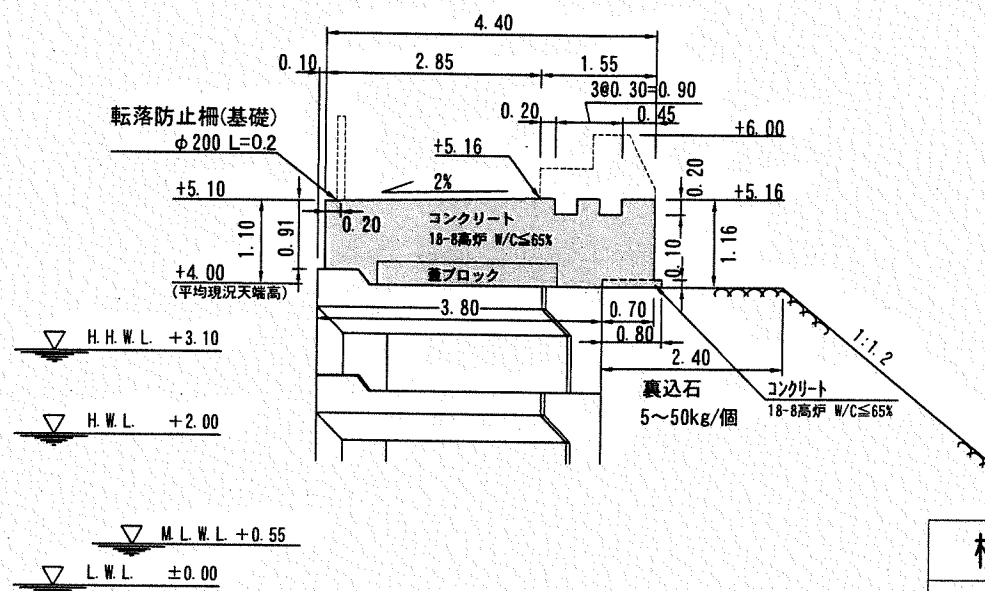 4.40
0.10
2.85
1.55
3@0.30=0.90
0.20
0.45
転落防止柵(基礎)
φ200 L=0.2
+5.16
+6.00
2%
+5.10
0.20
+5.16
0.20
コンクリート
18-8高炉 W/C≦65%
1.10
0.91
0.10
1.16
蓋ブロック
+4.00
(平均現況天端高)
3.80
0.70
0.80
2.40
1:1.2
H.H.W.L. +3.10
裏込石
5～50kg/個
コンクリート
18-8高炉 W/C≦65%
H.W.L. +2.00
M.L.W.L. +0.55
L.W.L. ±0.00